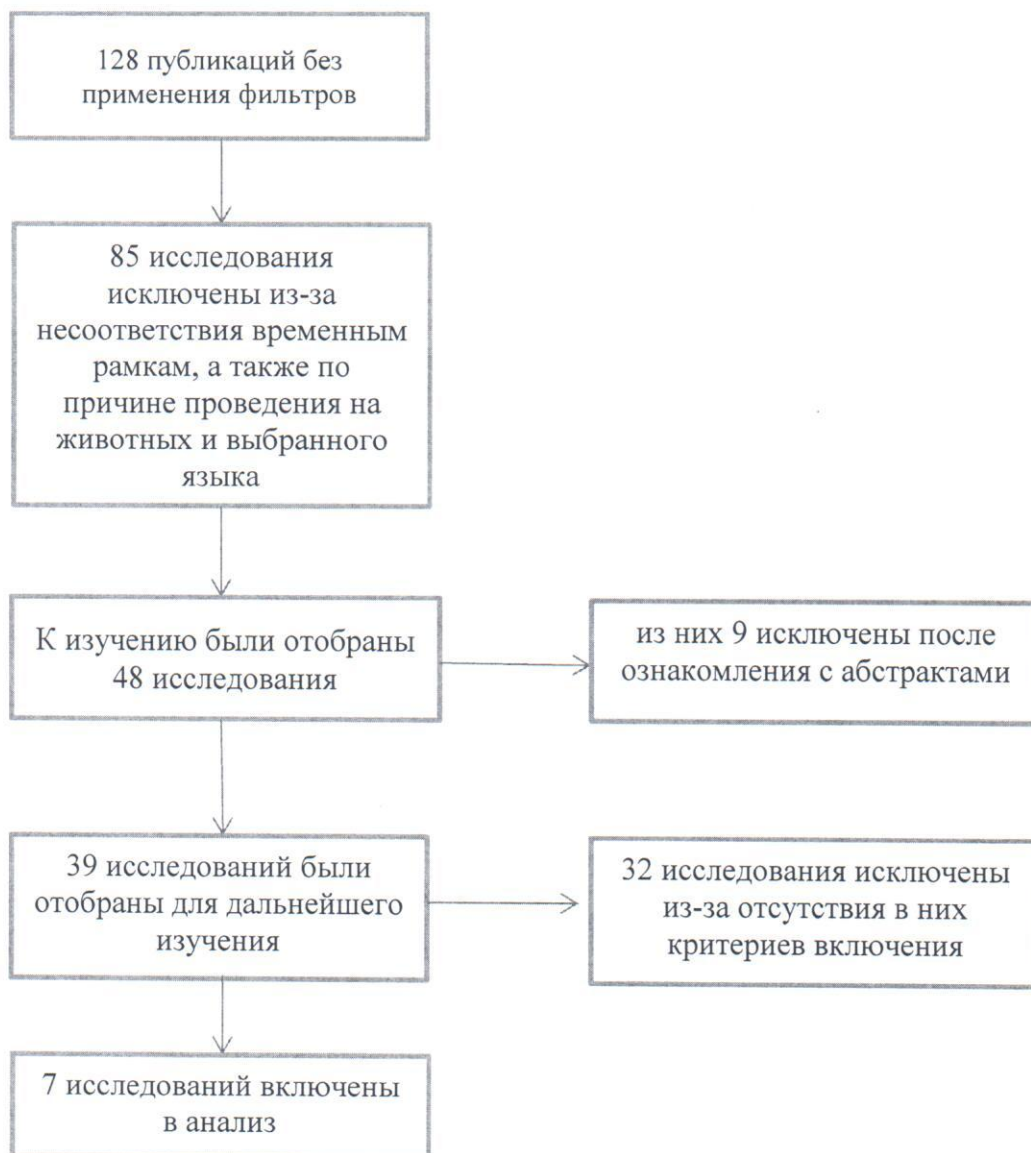 128 публикаций без
применения фильтров
85 исследования
исключены из-за
несоответствия временным
рамкам, а также по
причине проведения на
животных и выбранного
языка
К изучению были отобраны
48 исследования
из них 9 исключены после
ознакомления с абстрактами
39 исследований были
отобраны для дальнейшего
изучения
32 исследования исключены
из-за отсутствия в них
критериев включения
7 исследований включены
в анализ